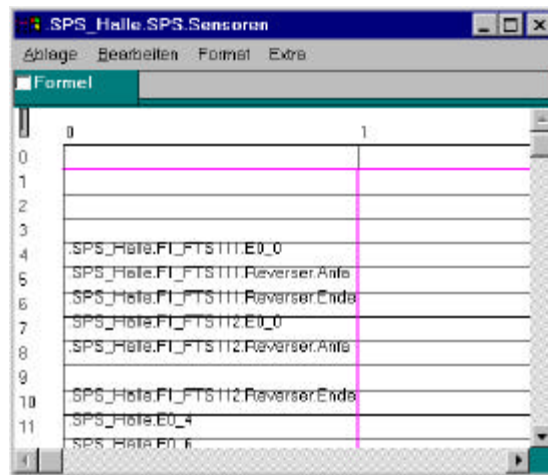 .SPS_Halle.SPS.Sensoren
Ablage Bearbeiten Format Extra
Formel
0 1
0
1
2
3
4 .SPS_Halle.FI_FTS111.E0_0
5 .SPS_Halle.FI_FTS111.Reverser.Anfa
6 .SPS_Halle.FI_FTS111.Reverser.Ende
7 .SPS_Halle.FI_FTS112.E0_0
8 .SPS_Halle.FI_FTS112.Reverser.Anfa
9
10 .SPS_Halle.FI_FTS112.Reverser.Ende
11 .SPS_Halle.E0_4
.SPS_Halle.E0_6